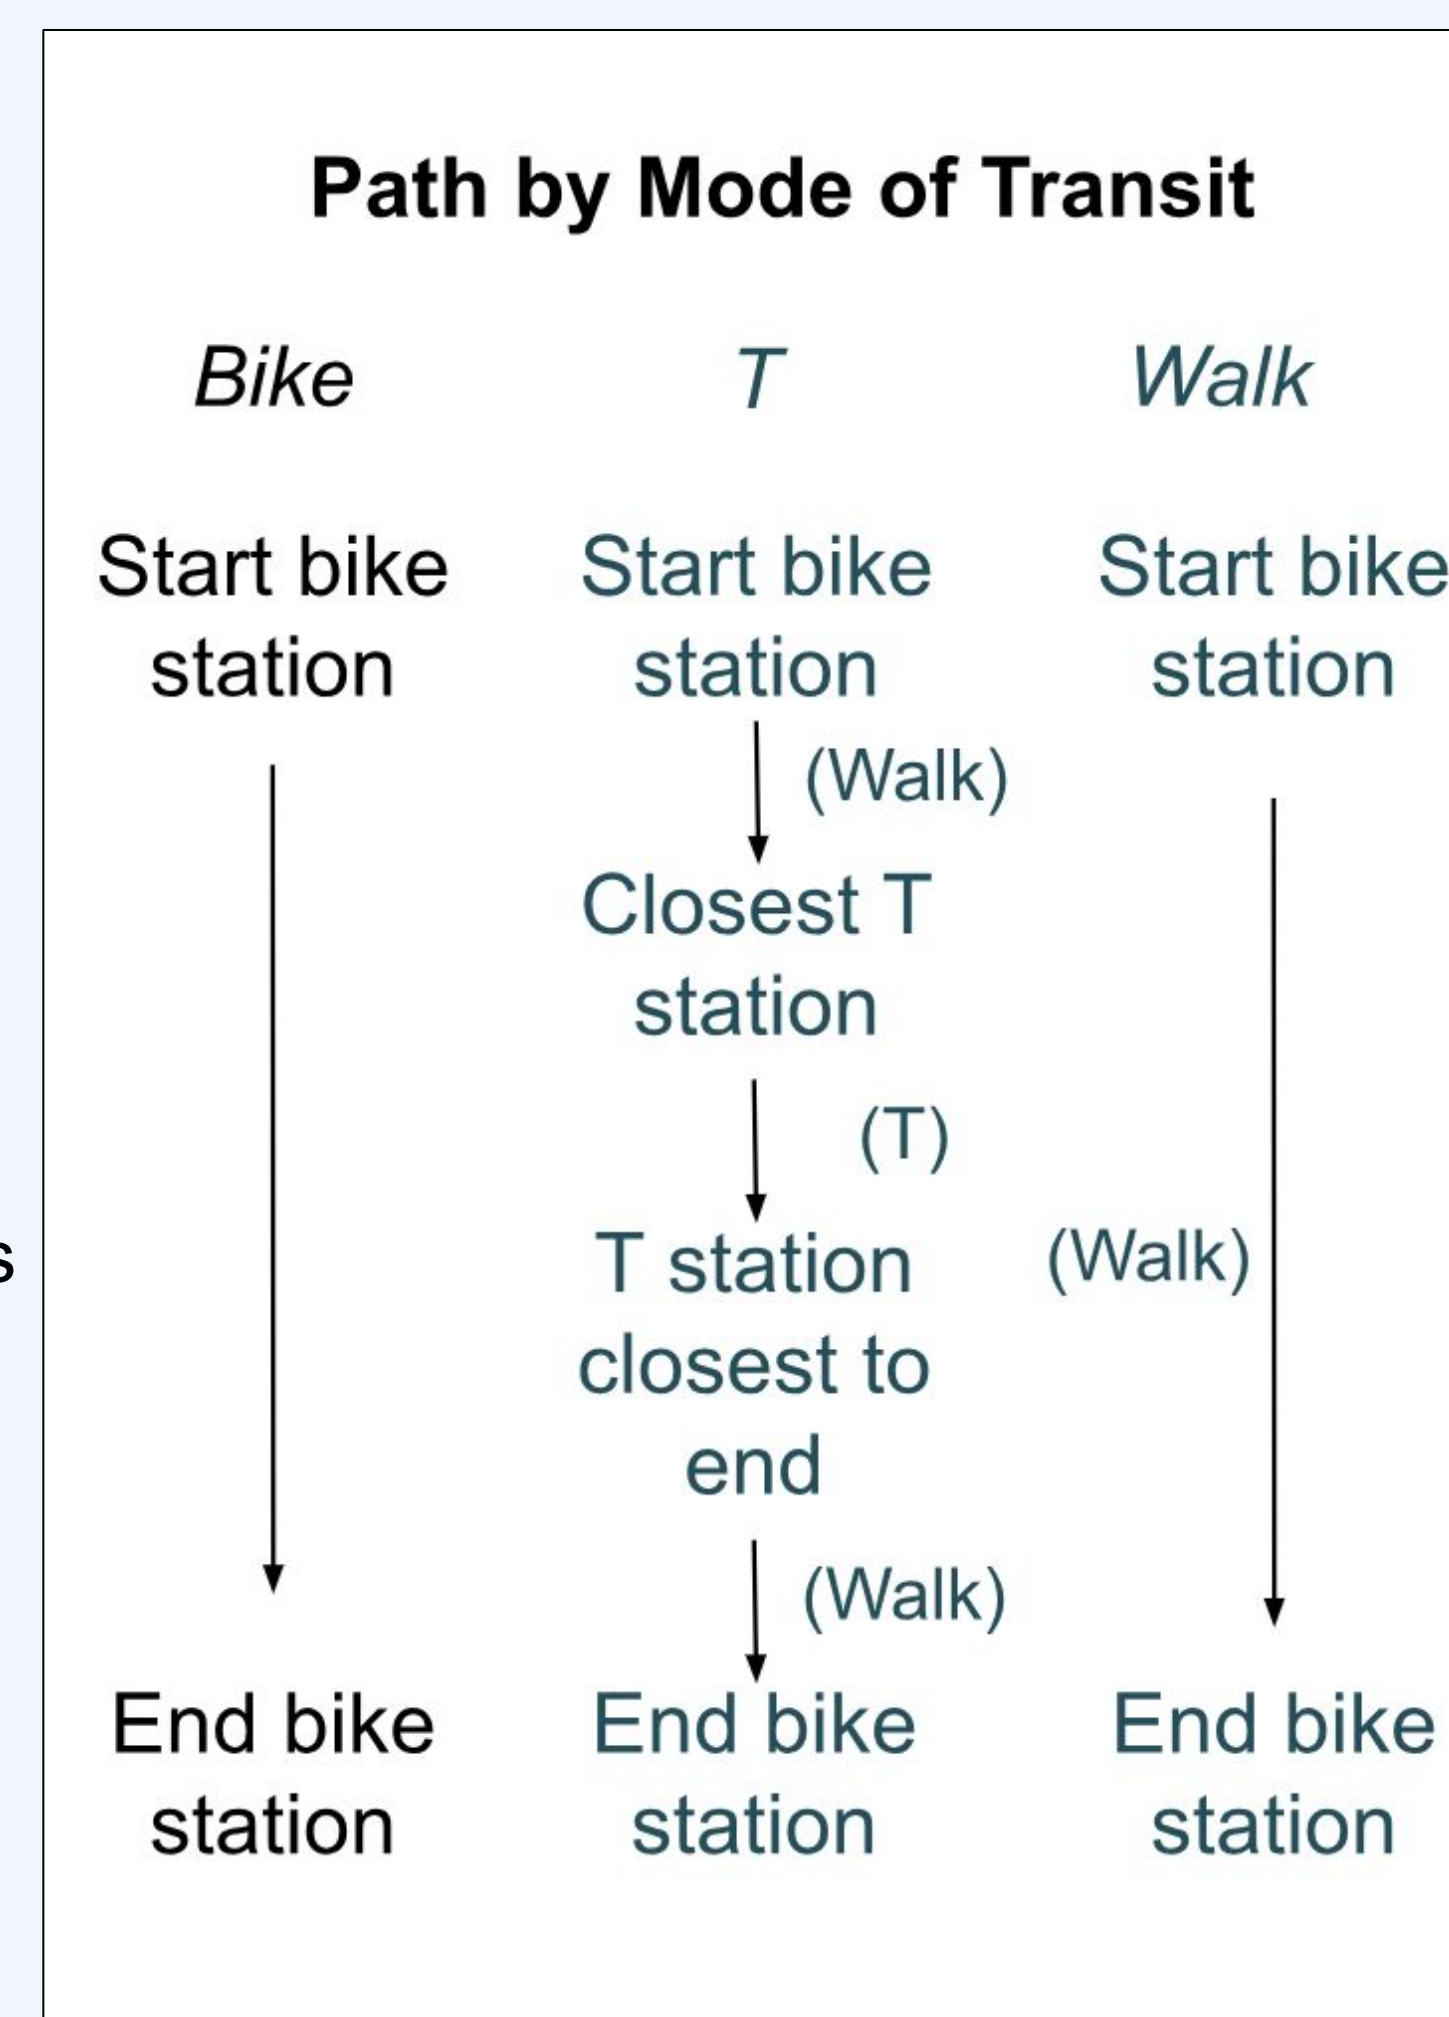 Path by Mode of Transit
Bike
T
Walk
Start bike
station
Start bike
station
Start bike
station
(Walk)
Closest T
station
(T)
s
T station
closest to
end
(Walk)
(Walk)
End bike
station
End bike
station
End bike
station